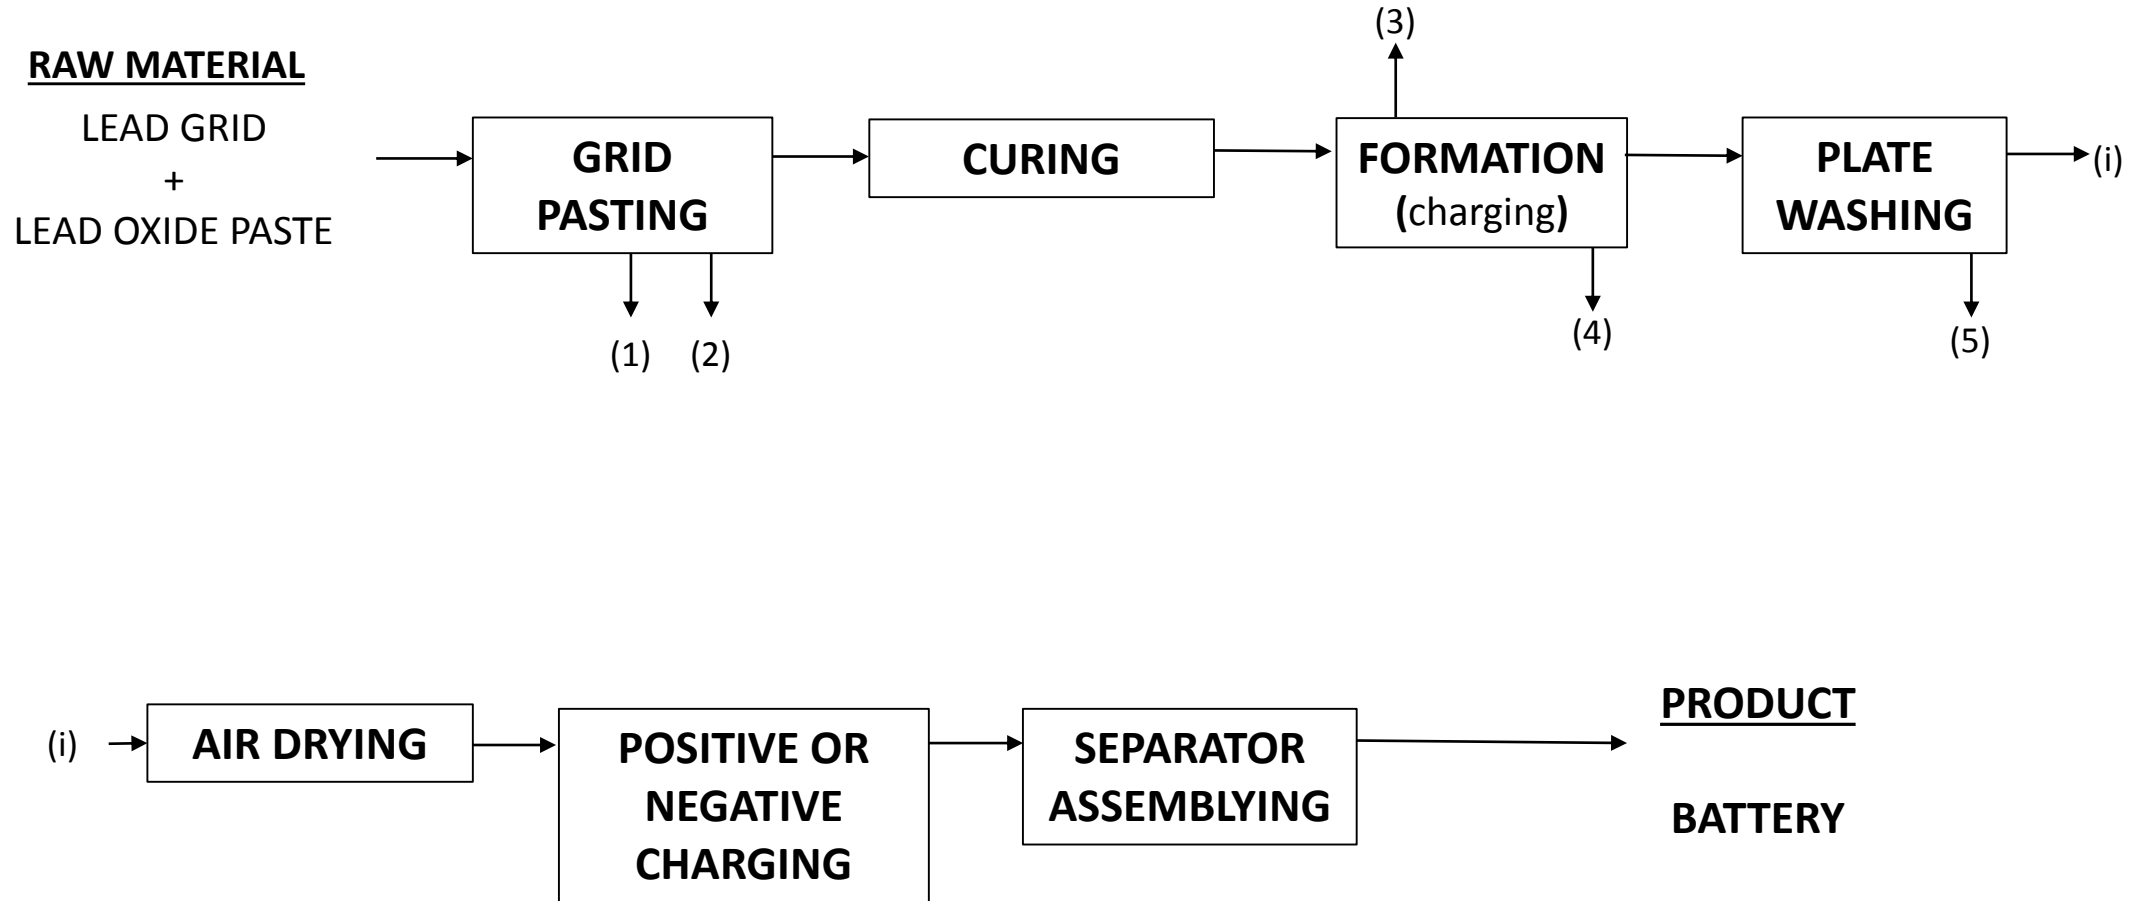 (3)
RAW MATERIAL
LEAD GRID
+
LEAD OXIDE PASTE
GRID
PASTING
CURING
FORMATION
(charging)
PLATE
WASHING
(i)
(1)
(2)
(4)
(5)
(i)
AIR DRYING
POSITIVE OR
NEGATIVE
CHARGING
SEPARATOR
ASSEMBLYING
PRODUCT
BATTERY